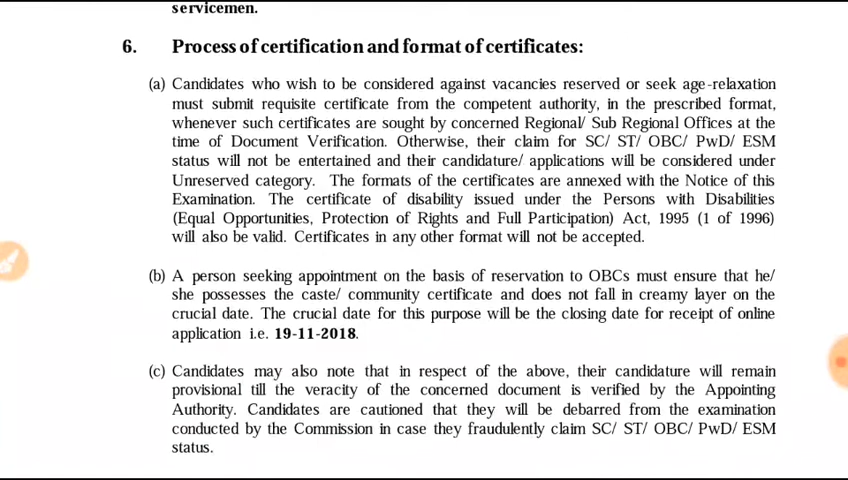 servicemen.
6. Process of certification and format of certificates:
(a) Candidates who wish to be considered against vacancies reserved or seek age-relaxation
must submit requisite certificate from the competent authority, in the prescribed format,
whenever such certificates are sought by concerned Regional/ Sub Regional Offices at the
time of Document Verification. Otherwise, their claim for SC/ ST/ OBC/ PwD/ ESM
status will not be entertained and their candidature/ applications will be considered under
Unreserved category. The formats of the certificates are annexed with the Notice of this
Examination. The certificate of disability issued under the Persons with Disabilities
(Equal Opportunities, Protection of Rights and Full Participation) Act, 1995 (1 of 1996)
will also be valid. Certificates in any other format will not be accepted.
(b) A person seeking appointment on the basis of reservation to OBCs must ensure that he/
she possesses the caste/ community certificate and does not fall in creamy layer on the
crucial date. The crucial date for this purpose will be the closing date for receipt of online
application i.e. 19-11-2018.
(c) Candidates may also note that in respect of the above, their candidature will remain
provisional till the veracity of the concerned document is verified by the Appointing
Authority. Candidates are cautioned that they will be debarred from the examination
conducted by the Commission in case they fraudulently claim SC/ ST/ OBC/ PwD/ ESM
status.